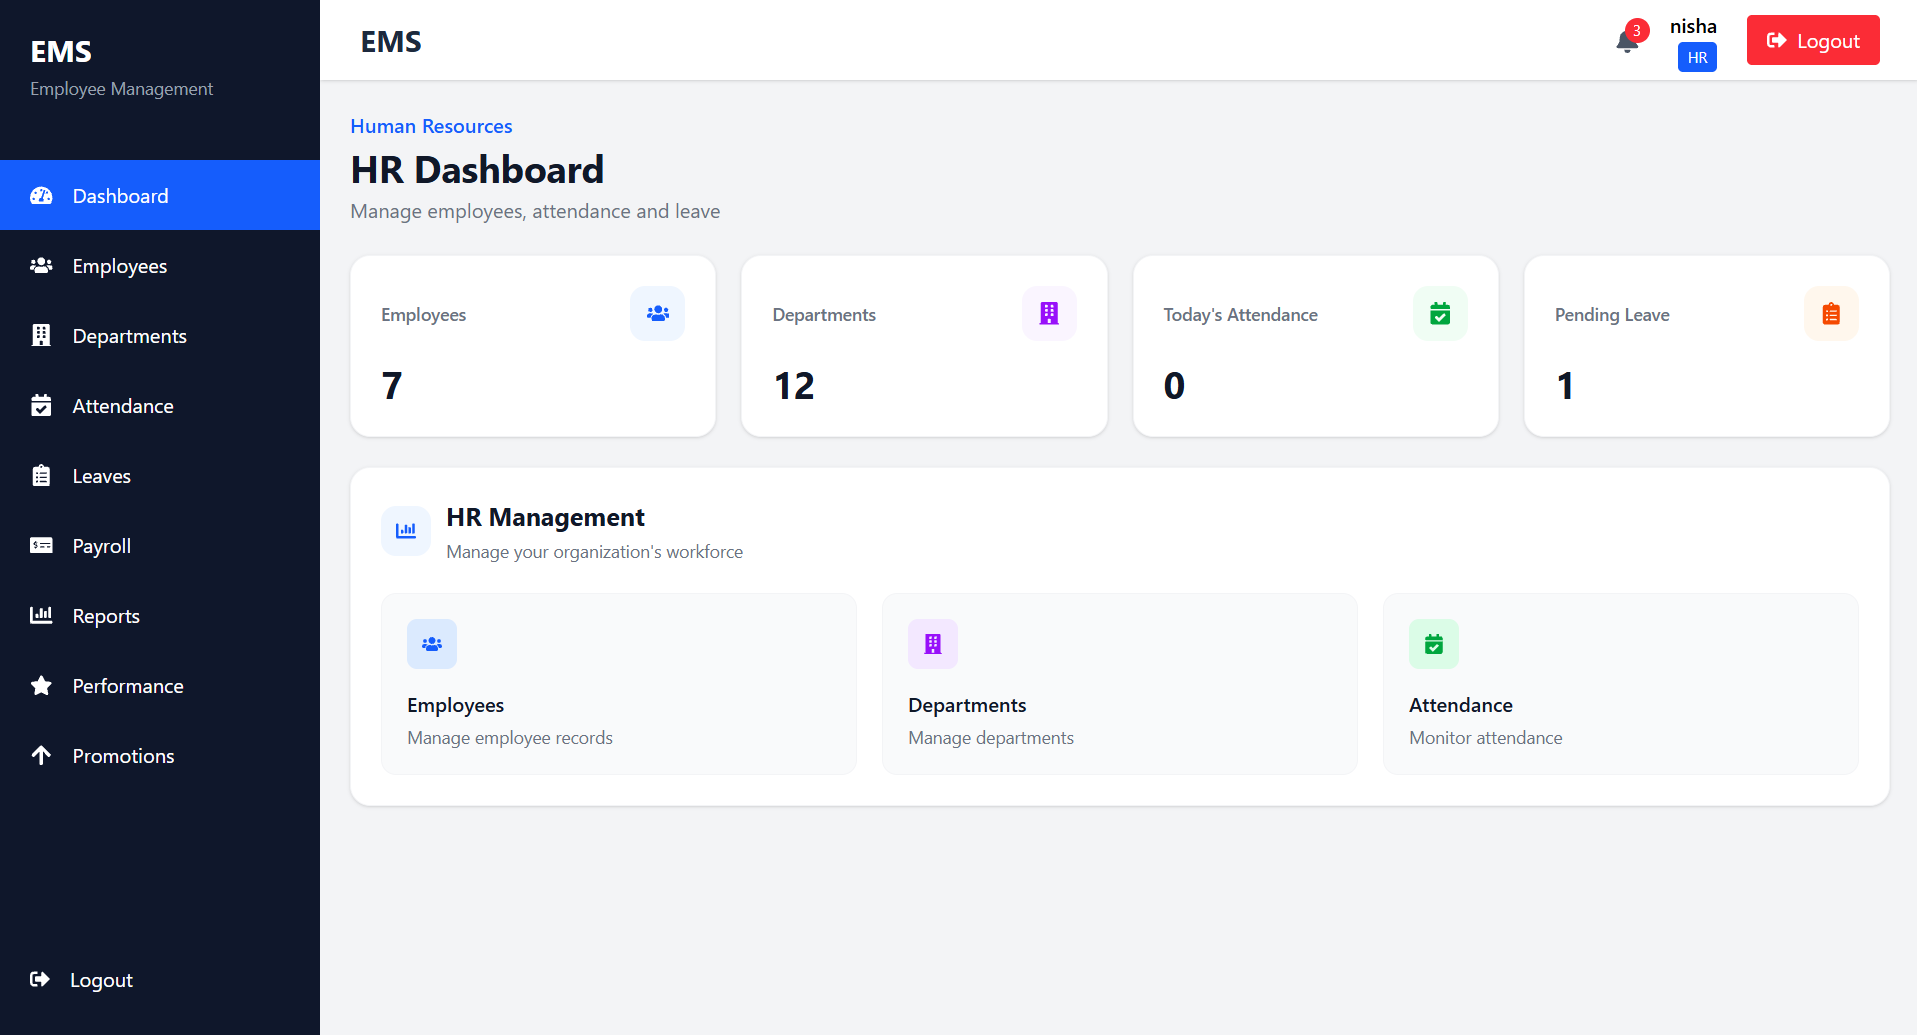 EMS
Employee Management
Dashboard
Employees
Departments
Attendance
Leaves
Payroll
Reports
Performance
Promotions
Logout
EMS
3
nisha
HR
Logout
Human Resources
HR Dashboard
Manage employees, attendance and leave
Employees
7
Departments
12
Today's Attendance
0
Pending Leave
1
HR Management
Manage your organization's workforce
Employees
Manage employee records
Departments
Manage departments
Attendance
Monitor attendance